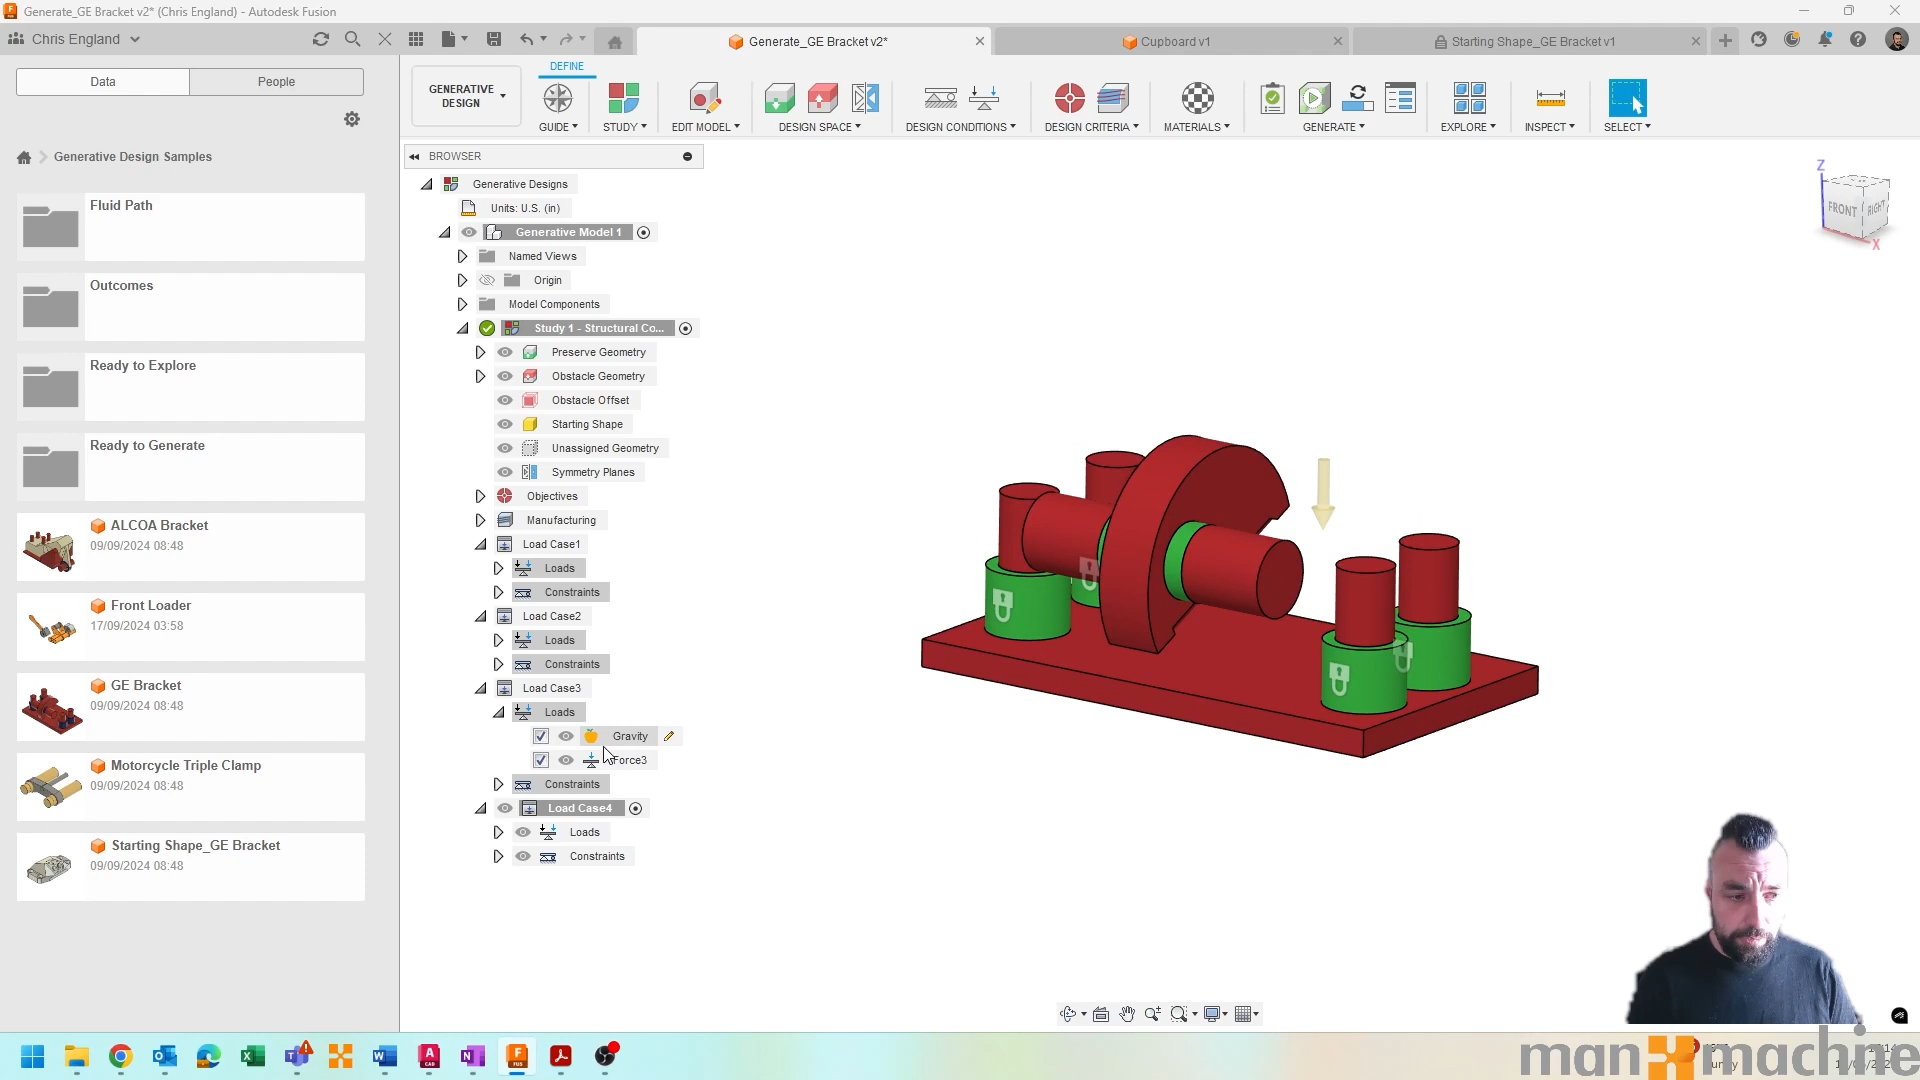 Generate_GE Bracket v2* (Chris England) - Autodesk Fusion
Chris England
Generate_GE Bracket v2*
Cupboard v1
Starting Shape_GE Bracket v1
Data
People
Generative Design Samples
Fluid Path
Outcomes
Ready to Explore
Ready to Generate
ALCOA Bracket
09/09/2024 08:48
Front Loader
17/09/2024 03:58
GE Bracket
09/09/2024 08:48
Motorcycle Triple Clamp
09/09/2024 08:48
Starting Shape_GE Bracket
09/09/2024 08:48
DEFINE
GENERATIVE
DESIGN
GUIDE
STUDY
EDIT MODEL
DESIGN SPACE
DESIGN CONDITIONS
DESIGN CRITERIA
MATERIALS
GENERATE
EXPLORE
INSPECT
SELECT
BROWSER
Generative Designs
Units: U.S. (in)
Generative Model 1
Named Views
Origin
Model Components
Study 1 - Structural Co...
Preserve Geometry
Obstacle Geometry
Obstacle Offset
Starting Shape
Unassigned Geometry
Symmetry Planes
Objectives
Manufacturing
Load Case1
Loads
Constraints
Load Case2
Loads
Constraints
Load Case3
Loads
Gravity
Force3
Constraints
Load Case4
Loads
Constraints
Z
FRONT
RIGHT
X
man machine